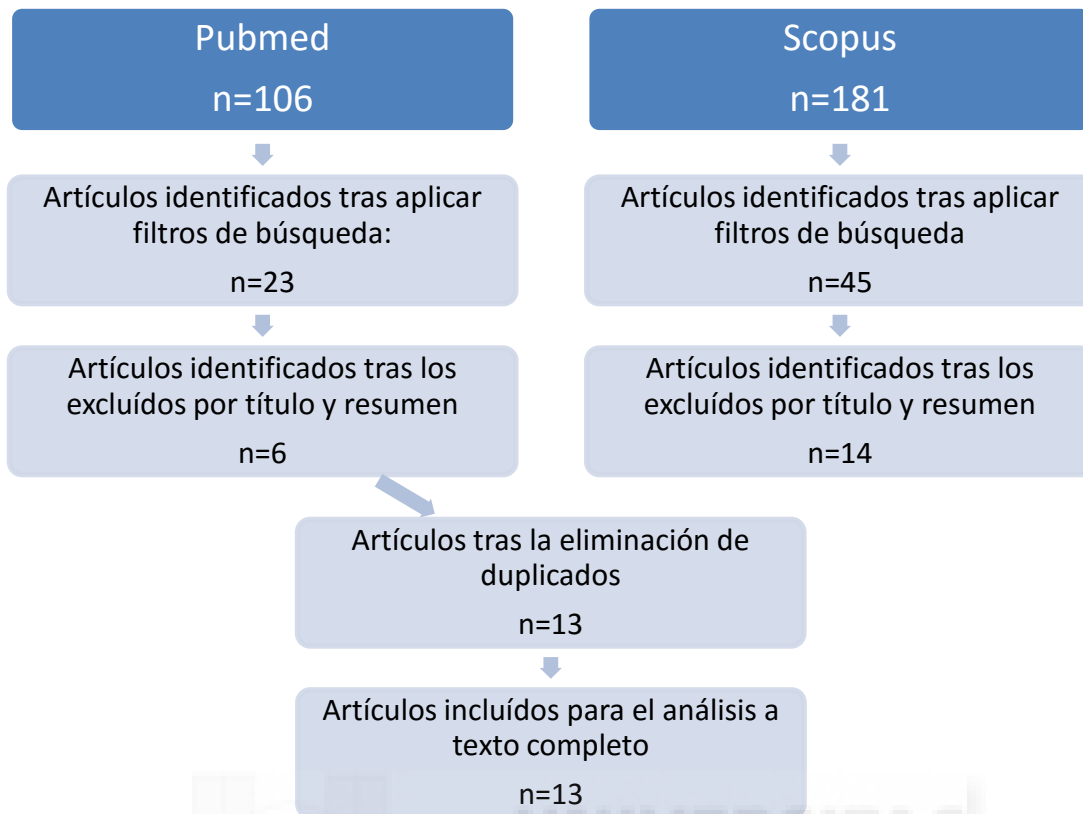 Pubmed
n=106
Scopus
n=181
Artículos identificados tras aplicar
filtros de búsqueda:
n=23
Artículos identificados tras aplicar
filtros de búsqueda
n=45
Artículos identificados tras los
excluídos por título y resumen
n=6
Artículos identificados tras los
excluídos por título y resumen
n=14
Artículos tras la eliminación de
duplicados
n=13
Artículos incluídos para el análisis a
texto completo
n=13